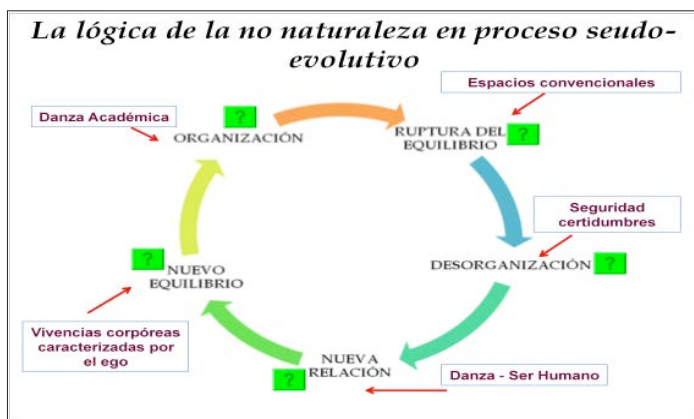 La lógica de la no naturaleza en proceso seudo-
evolutivo
Espacios convencionales
Danza Académica
?
ORGANIZACIÓN
RUPTURA DEL
EQUILIBRIO
?
Seguridad
certidumbres
DESORGANIZACIÓN
?
?
NUEVO
EQUILIBRIO
Vivencias corpóreas
caracterizadas por
el ego
NUEVA
RELACIÓN
?
Danza - Ser Humano